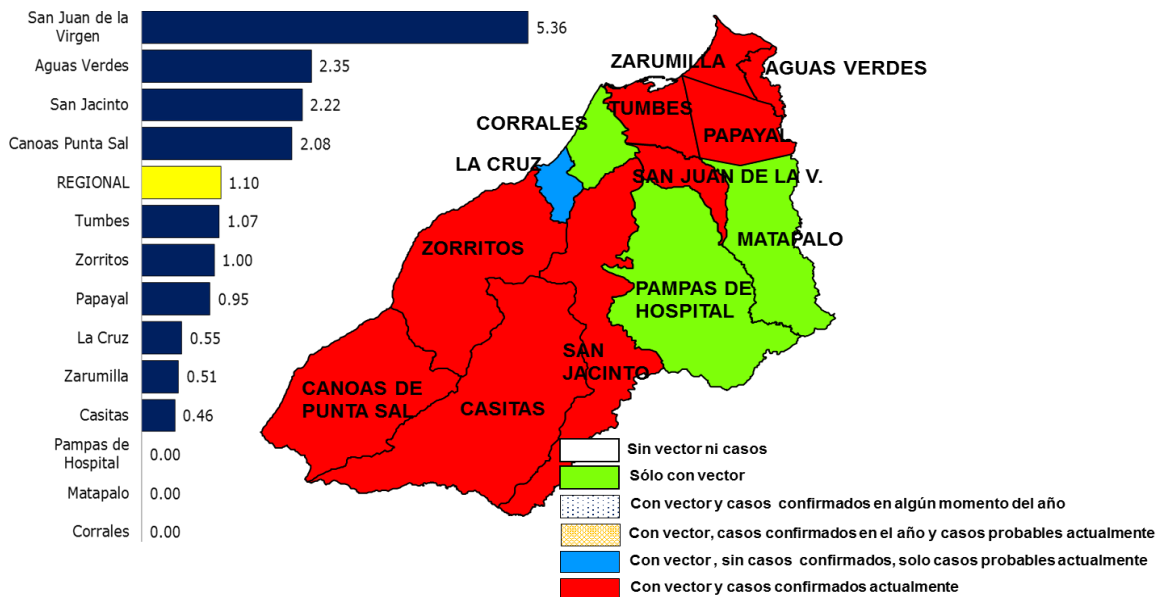 San Juan de la
Virgen
5.36
Aguas Verdes
2.35
San Jacinto
2.22
Canoas Punta Sal
2.08
REGIONAL
1.10
Tumbes
1.07
Zorritos
1.00
Papayal
0.95
La Cruz
0.55
Zarumilla
0.51
Casitas
0.46
Pampas de
Hospital
0.00
Matapalo
0.00
Corrales
0.00
ZARUMILLA
AGUAS VERDES
TUMBES
CORRALES
PAPAYAL
LA CRUZ
SAN JUAN DE LA V.
ZORRITOS
MATAPALO
PAMPAS DE
HOSPITAL
SAN
JACINTO
CANOAS DE
PUNTA SAL
CASITAS
Sin vector ni casos
Sólo con vector
Con vector y casos confirmados en algún momento del año
Con vector, casos confirmados en el año y casos probables actualmente
Con vector , sin casos confirmados, solo casos probables actualmente
Con vector y casos confirmados actualmente